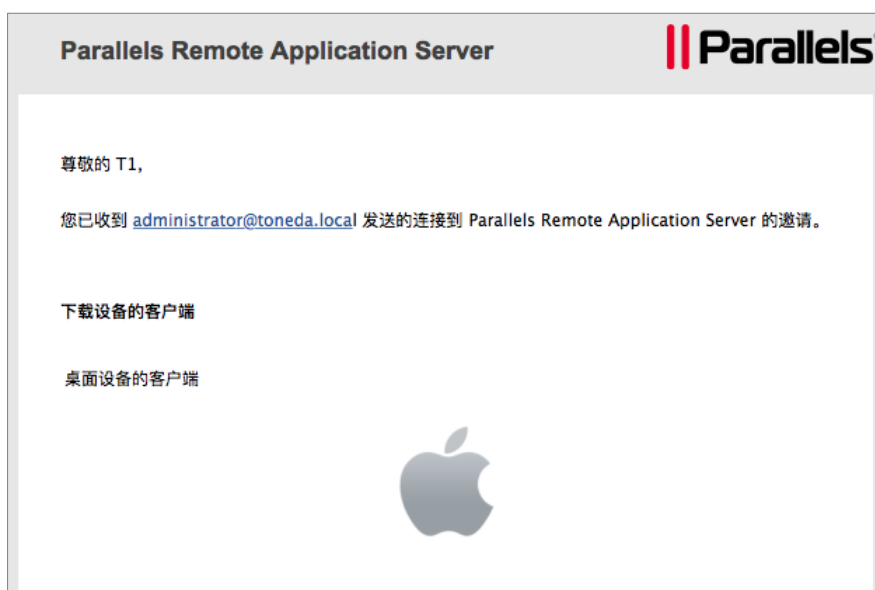 Parallels Remote Application Server
Parallels
尊敬的 T1,
您已收到 administrator@toneda.local 发送的连接到 Parallels Remote Application Server 的邀请。
下载设备的客户端
桌面设备的客户端